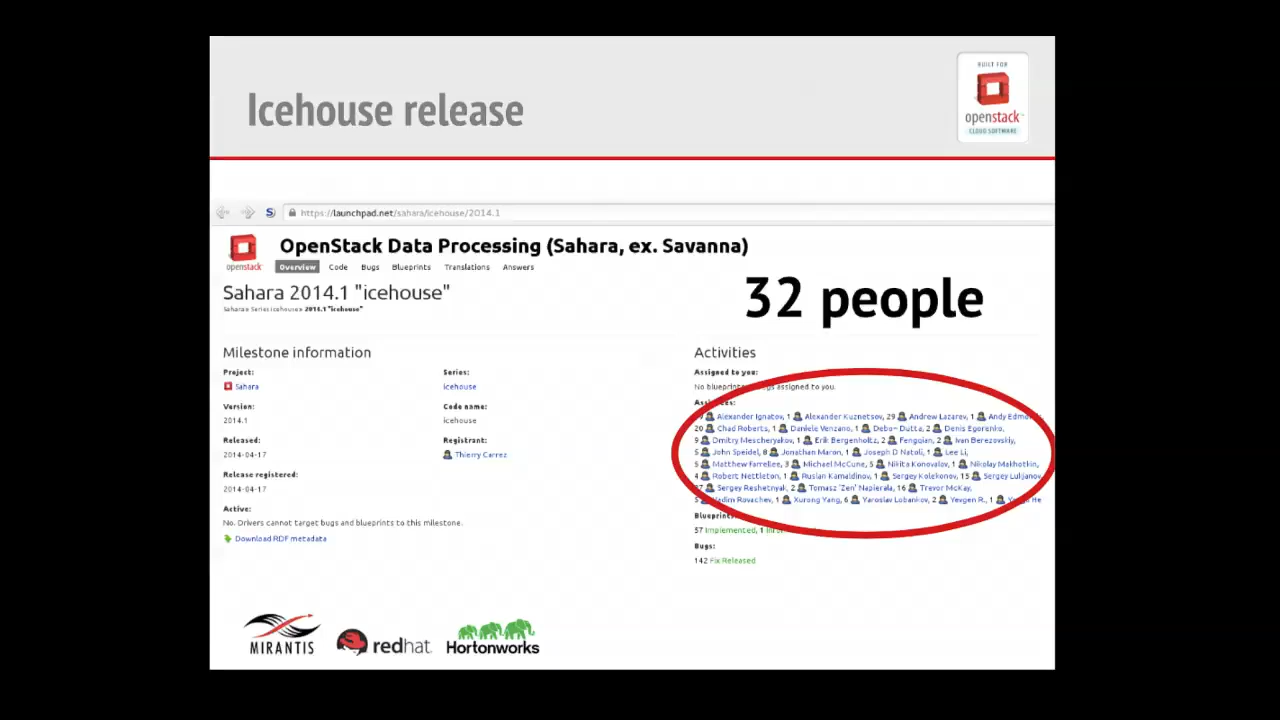 Icehouse release
BUILT FOR
openstack
CLOUD SOFTWARE
https://launchpad.net/sahara/icehouse/2014.1
openstack
OpenStack Data Processing (Sahara, ex. Savanna)
Overview Code Bugs Blueprints Translations Answers
Sahara 2014.1 "icehouse"
Sahara Series icehouse 2014.1 "icehouse"
32 people
Milestone information
Project:
Sahara
Series:
icehouse
Version:
2014.1
Code name:
icehouse
Released:
2014-04-17
Registrant:
Thierry Carrez
Release registered:
2014-04-17
Active:
No. Drivers cannot target bugs and blueprints to this milestone.
Download RDF metadata
Activities
Assigned to you:
No blueprints assigned to you.
Alexander Ignatov, 1 Alexander Kuznetsov, 29 Andrew Lazarev, 1 Andy
20 Chad Roberts, 1 Daniele Venzano, 1 Debo~ Dutta, 2 Denis Egorenko,
9 Dmitry Mescheryakov, 1 Erik Bergenholtz, 2 Fengqian, 2 Ivan Berezovskiy,
5 John Speidel, 8 Jonathan Maron, 1 Joseph D Natoli, 1 Lee Li,
5 Matthew Farrellee, 3 Michael McCune, 5 Nikita Konovalov, 1 Nikolay Makhotkin,
4 Robert Nettleton, 1 Ruslan Kamaldinov, 1 Sergey Kolekonov, 15 Sergey Lukjanov,
Sergey Reshetnyak, 2 Tomasz 'Zen' Napierala, 16 Trevor McKay,
5 Vadim Rovachev, 1 Xurong Yang, 6 Yaroslav Lobankov, 2 Yevgen R., 1 He
Blueprints:
57 Implemented, 1
Bugs:
142 Fix Released
MIRANTIS
redhat.
Hortonworks